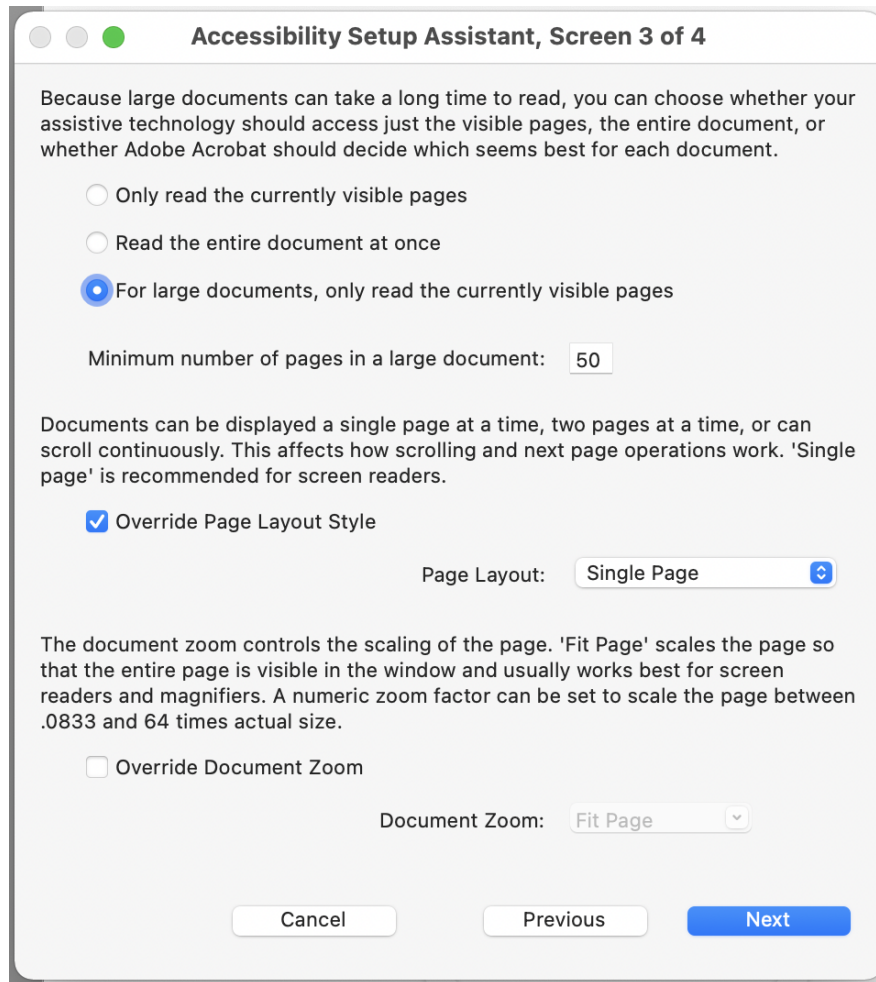 Accessibility Setup Assistant, Screen 3 of 4
Because large documents can take a long time to read, you can choose whether your
assistive technology should access just the visible pages, the entire document, or
whether Adobe Acrobat should decide which seems best for each document.
Only read the currently visible pages
Read the entire document at once
For large documents, only read the currently visible pages
Minimum number of pages in a large document: 50
Documents can be displayed a single page at a time, two pages at a time, or can
scroll continuously. This affects how scrolling and next page operations work. 'Single
page' is recommended for screen readers.
Override Page Layout Style
Page Layout: Single Page
The document zoom controls the scaling of the page. 'Fit Page' scales the page so
that the entire page is visible in the window and usually works best for screen
readers and magnifiers. A numeric zoom factor can be set to scale the page between
.0833 and 64 times actual size.
Override Document Zoom
Document Zoom: Fit Page
Cancel Previous Next